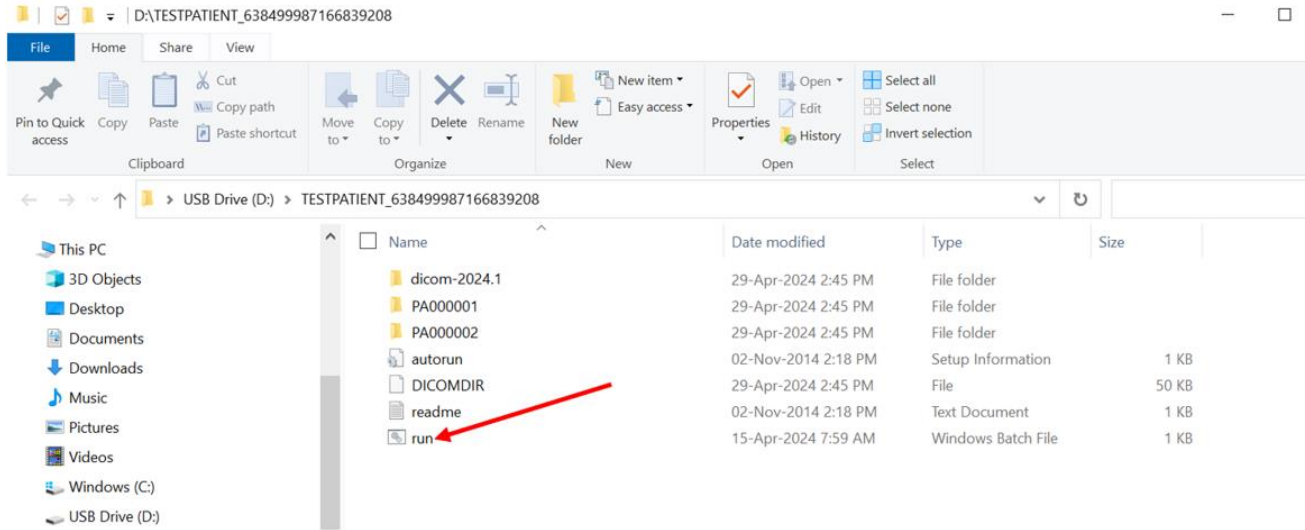 D:\TESTPATIENT_638499987166839208
File Home Share View
Pin to Quick access
Copy
Paste
Cut
Copy path
Paste shortcut
Clipboard
Move to
Copy to
Delete
Rename
Organize
New folder
New item
Easy access
New
Properties
Open
Edit
History
Open
Select all
Select none
Invert selection
Select
USB Drive (D:) > TESTPATIENT_638499987166839208
This PC
3D Objects
Desktop
Documents
Downloads
Music
Pictures
Videos
Windows (C:)
USB Drive (D:)
Name Date modified Type Size
dicom-2024.1 29-Apr-2024 2:45 PM File folder
PA000001 29-Apr-2024 2:45 PM File folder
PA000002 29-Apr-2024 2:45 PM File folder
autorun 02-Nov-2014 2:18 PM Setup Information 1 KB
DICOMDIR 29-Apr-2024 2:45 PM File 50 KB
readme 02-Nov-2014 2:18 PM Text Document 1 KB
run 15-Apr-2024 7:59 AM Windows Batch File 1 KB